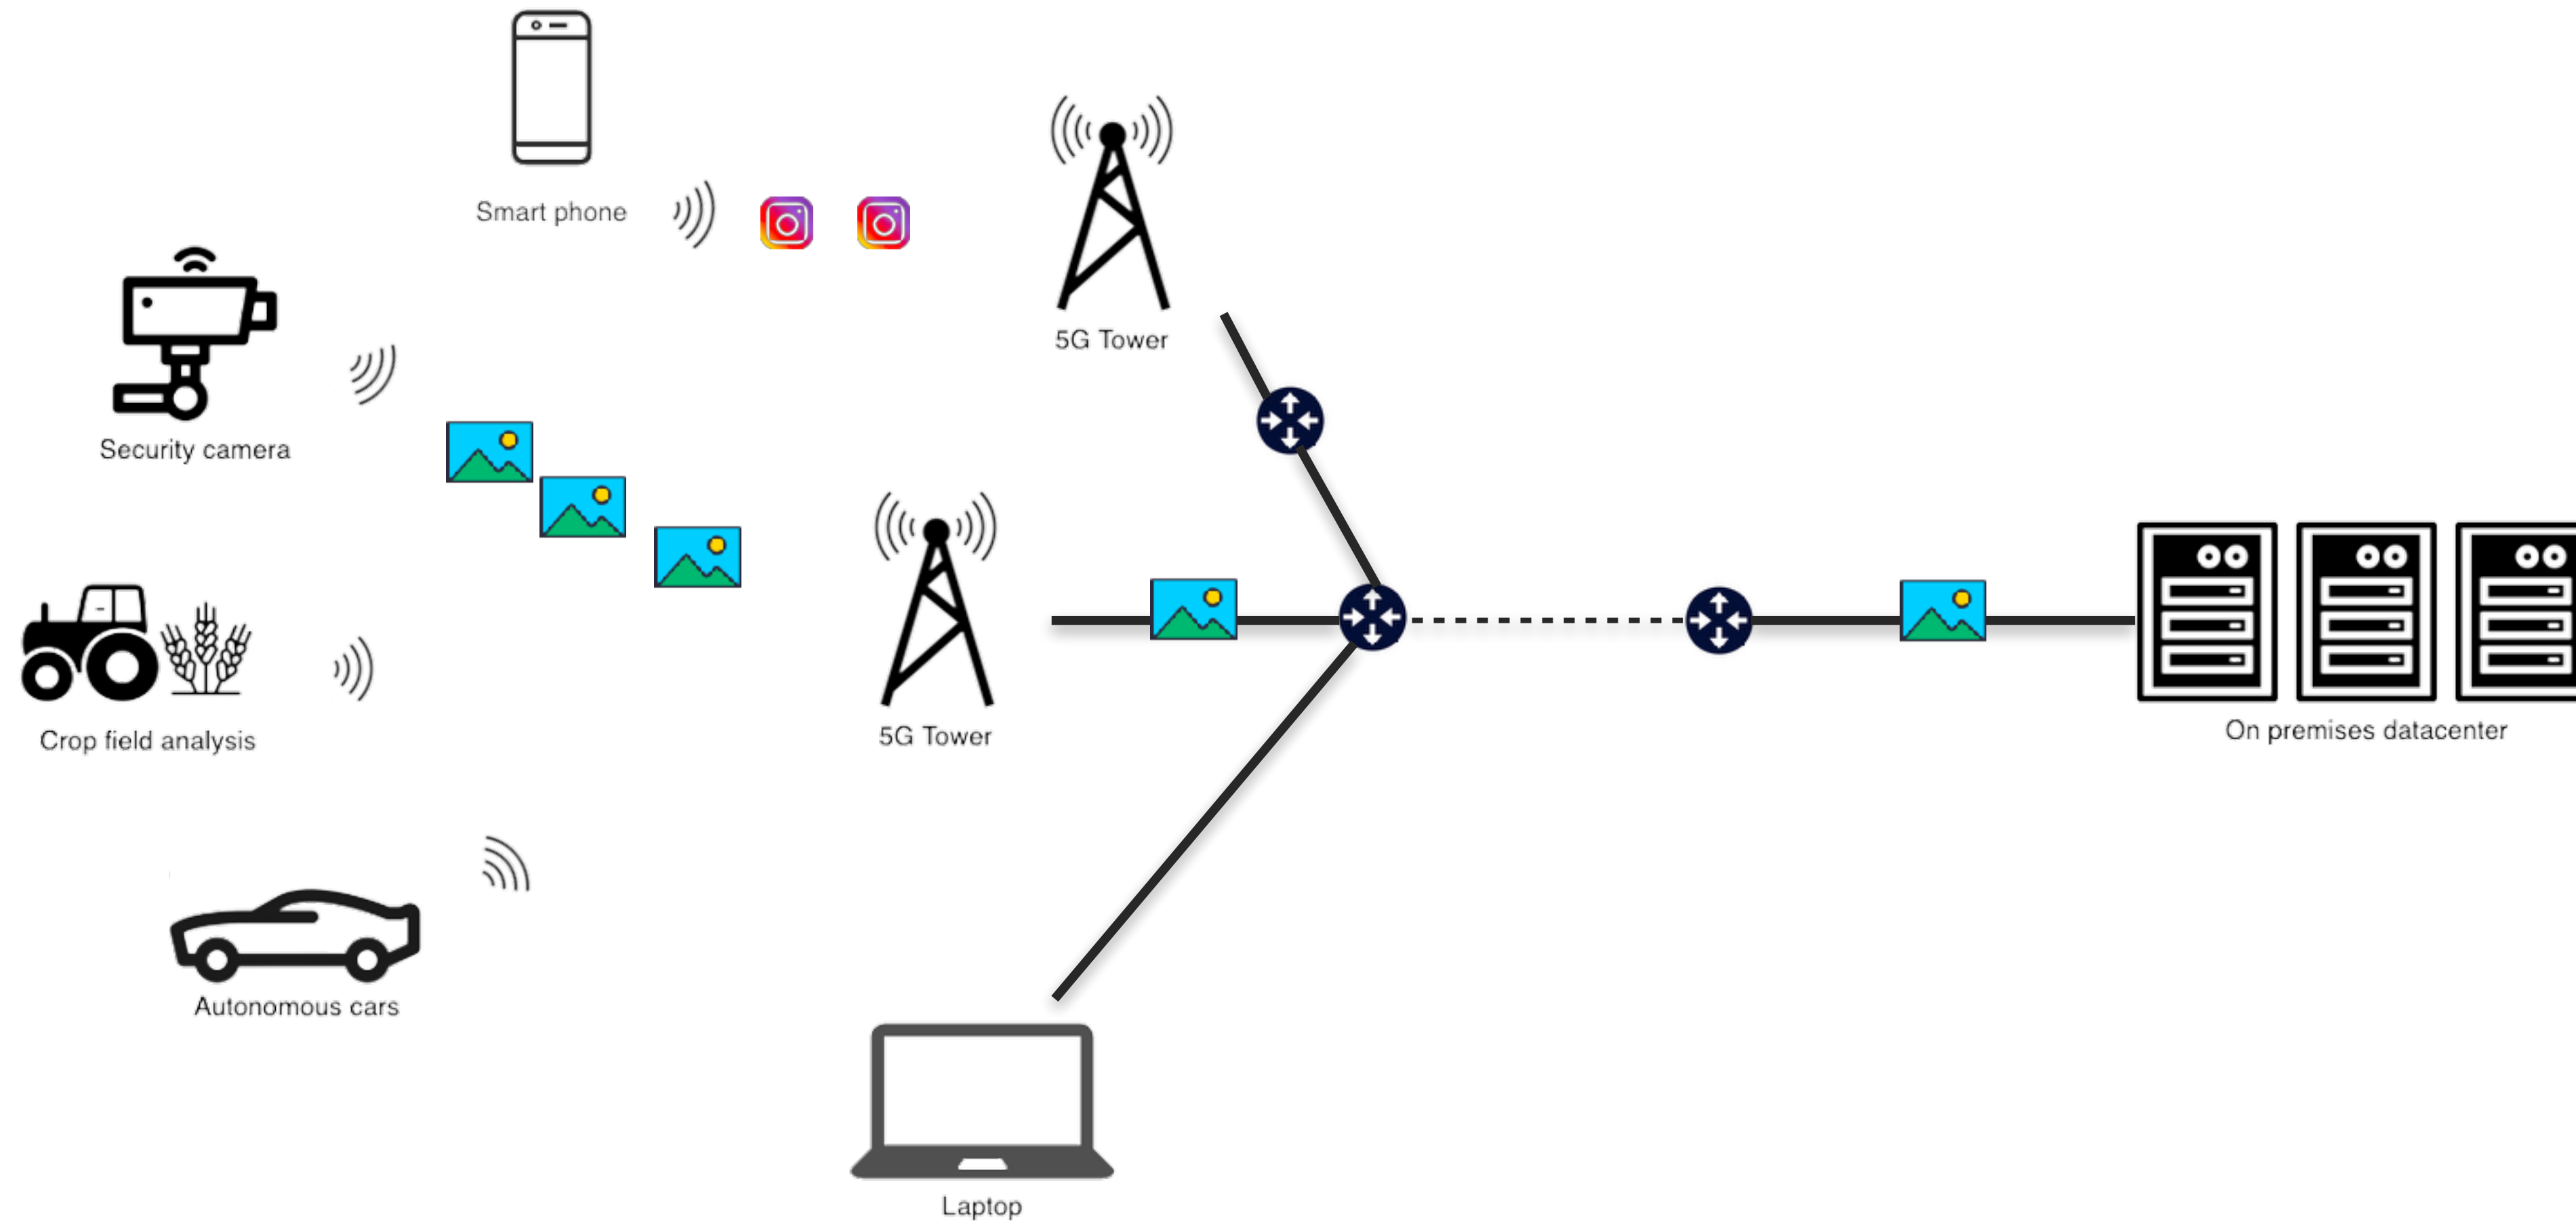 Smart phone
5G Tower
Security camera
Crop field analysis
5G Tower
On premises datacenter
Autonomous cars
Laptop